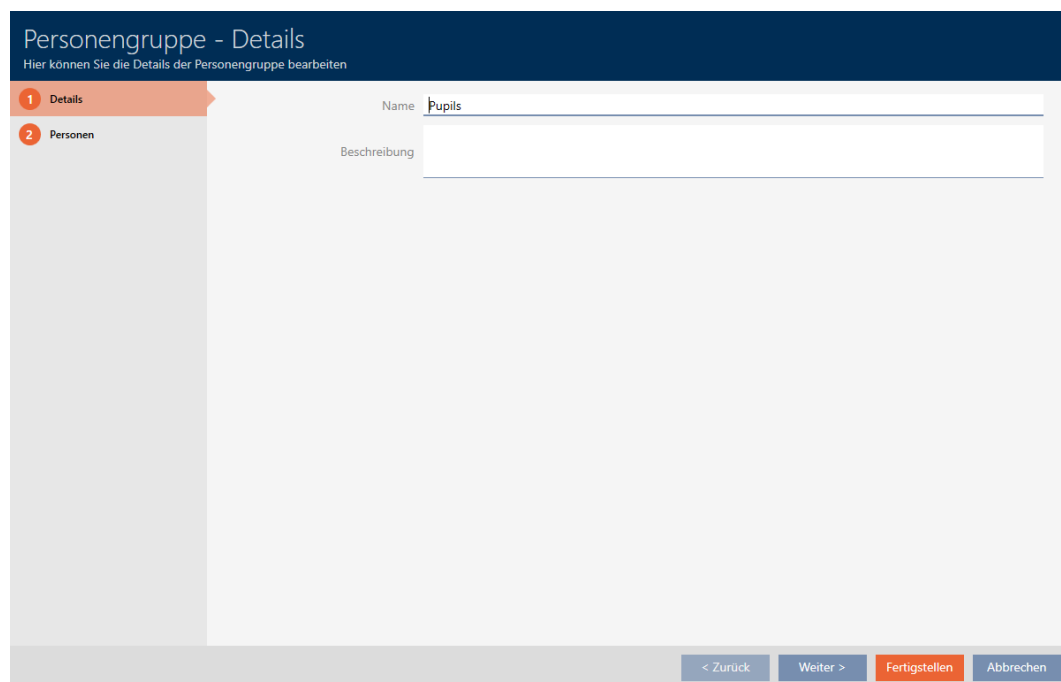 Personengruppe - Details
Hier können Sie die Details der Personengruppe bearbeiten
1 Details
2 Personen
Name Pupils
Beschreibung
< Zurück Weiter > Fertigstellen Abbrechen